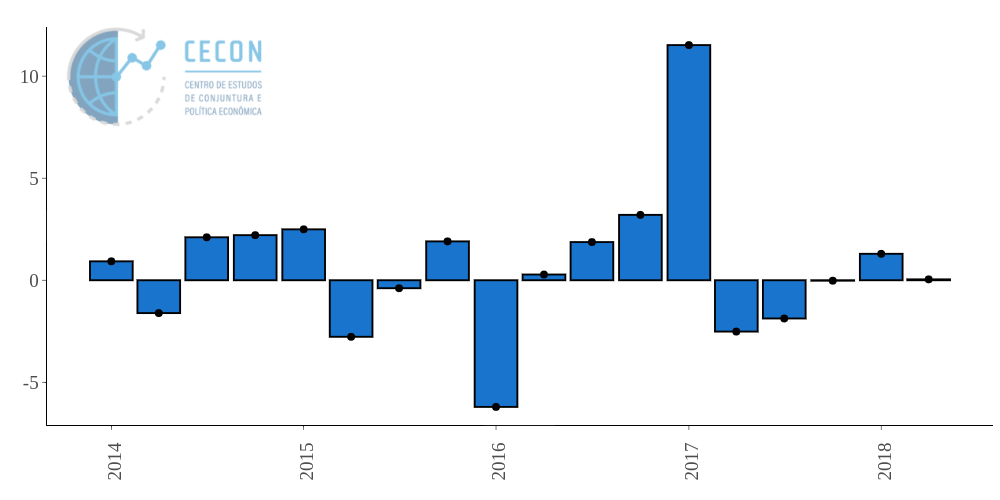 CECON
CENTRO DE ESTUDOS
DE CONJUNTURA E
POLÍTICA ECONÔMICA
10
5
0
-5
2014
2015
2016
2017
2018